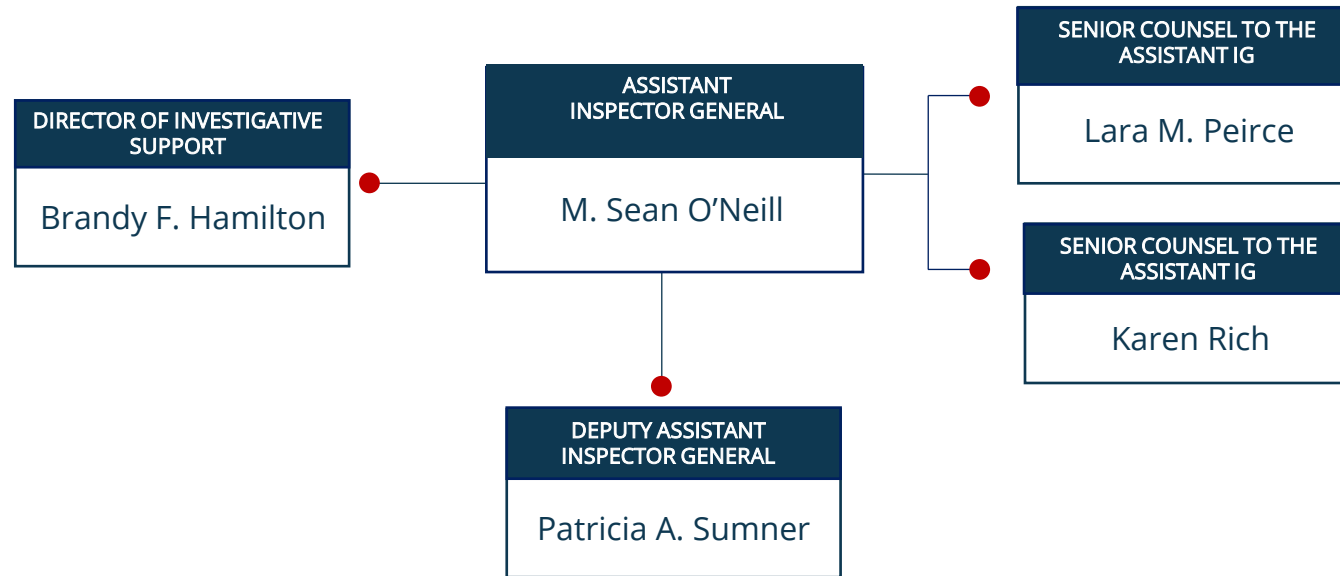 SENIOR COUNSEL TO THE
ASSISTANT IG
Lara M. Peirce
ASSISTANT
INSPECTOR GENERAL
M. Sean O’Neill
DIRECTOR OF INVESTIGATIVE
SUPPORT
Brandy F. Hamilton
SENIOR COUNSEL TO THE
ASSISTANT IG
Karen Rich
DEPUTY ASSISTANT
INSPECTOR GENERAL
Patricia A. Sumner